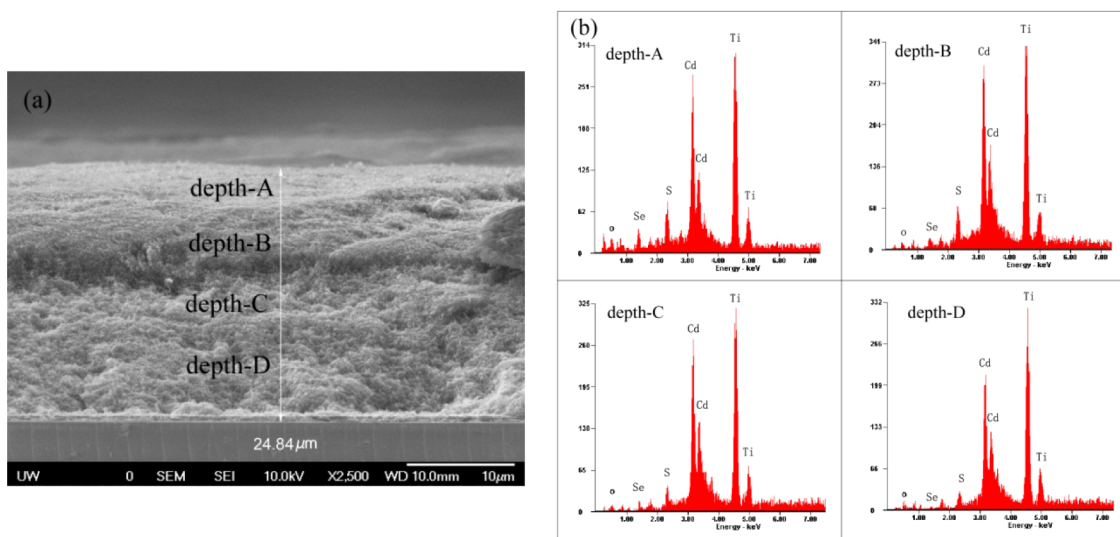 (a)
depth-A
depth-B
depth-C
depth-D
24.84μm
UW 0 SEM SEI 10.0kV X2,500 WD 10.0mm 10μm
(b)
depth-A
314
251
188
125
62
0
o
Se
S
Cd
Cd
Ti
Ti
1.00 2.00 3.00 4.00 5.00 6.00 7.00
Energy - keV
depth-B
341
273
204
136
68
0
o
Se
S
Cd
Cd
Ti
Ti
1.00 2.00 3.00 4.00 5.00 6.00 7.00
Energy - keV
depth-C
325
260
195
130
65
0
o
Se
S
Cd
Cd
Ti
Ti
1.00 2.00 3.00 4.00 5.00 6.00 7.00
Energy - keV
depth-D
332
266
199
133
66
0
o
Se
S
Cd
Cd
Ti
Ti
1.00 2.00 3.00 4.00 5.00 6.00 7.00
Energy - keV